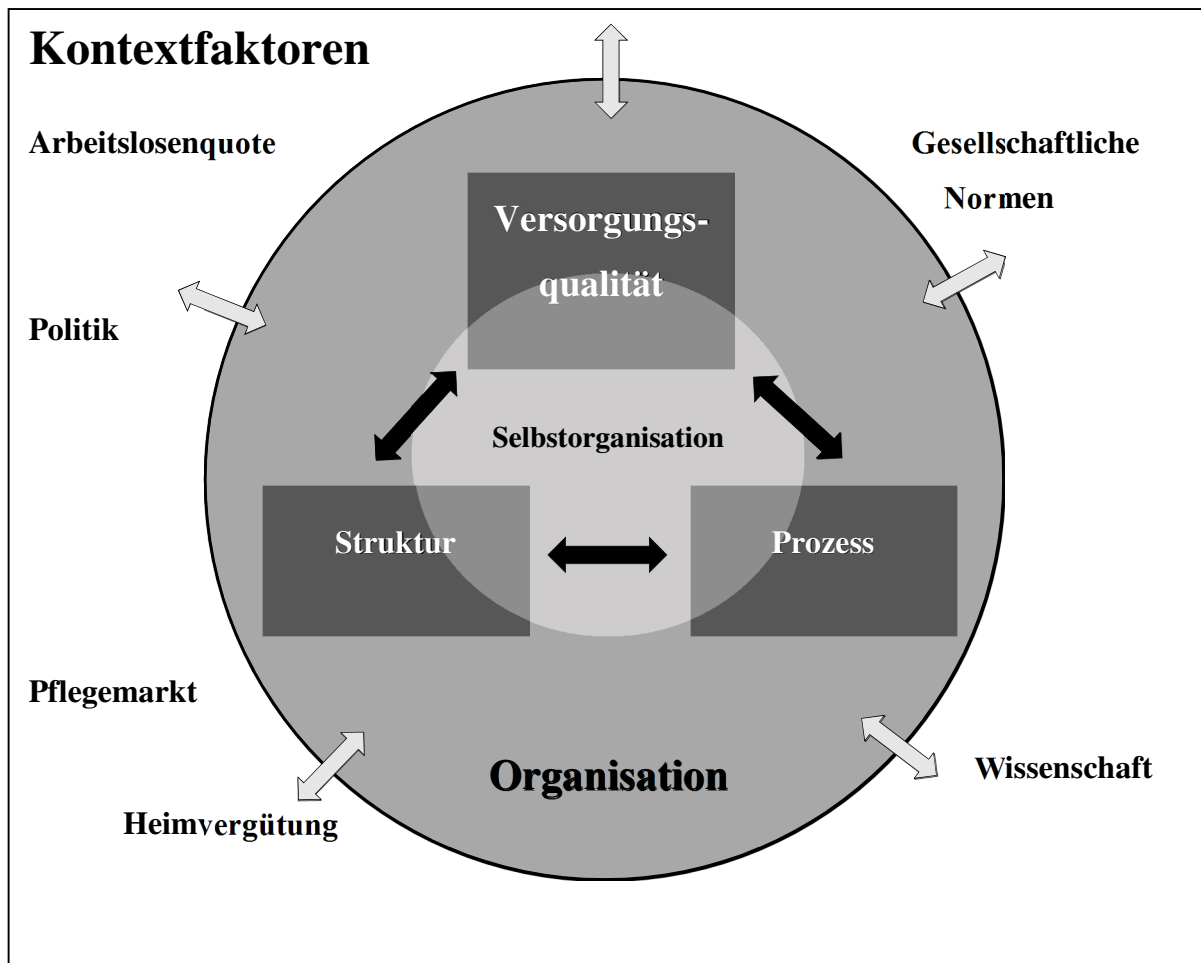 Kontextfaktoren
Arbeitslosenquote
Gesellschaftliche
Normen
Versorgungs-
qualität
Politik
Selbstorganisation
Struktur
Prozess
Pflegemarkt
Organisation
Wissenschaft
Heimvergütung